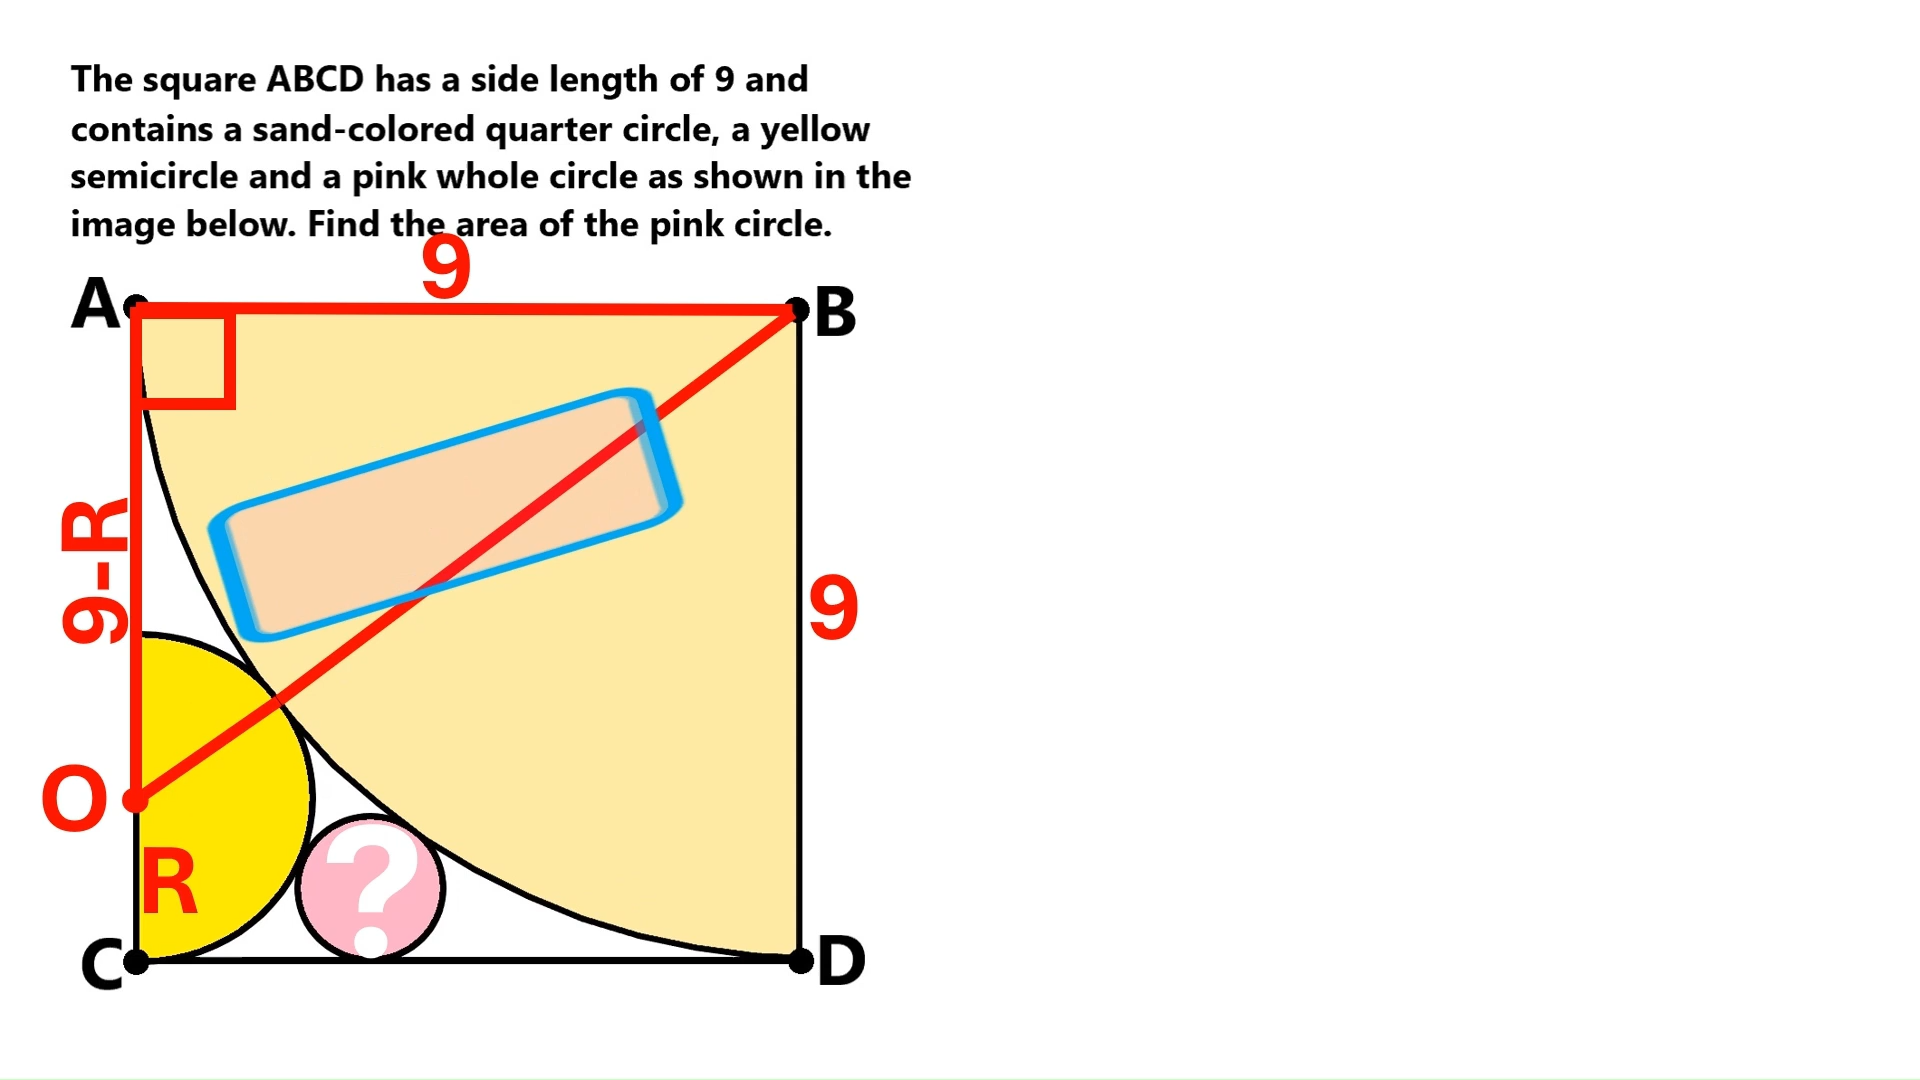 The square ABCD has a side length of 9 and
contains a sand-colored quarter circle, a yellow
semicircle and a pink whole circle as shown in the
image below. Find the area of the pink circle.
9
A
B
9-R
9
O
R
?
C
D